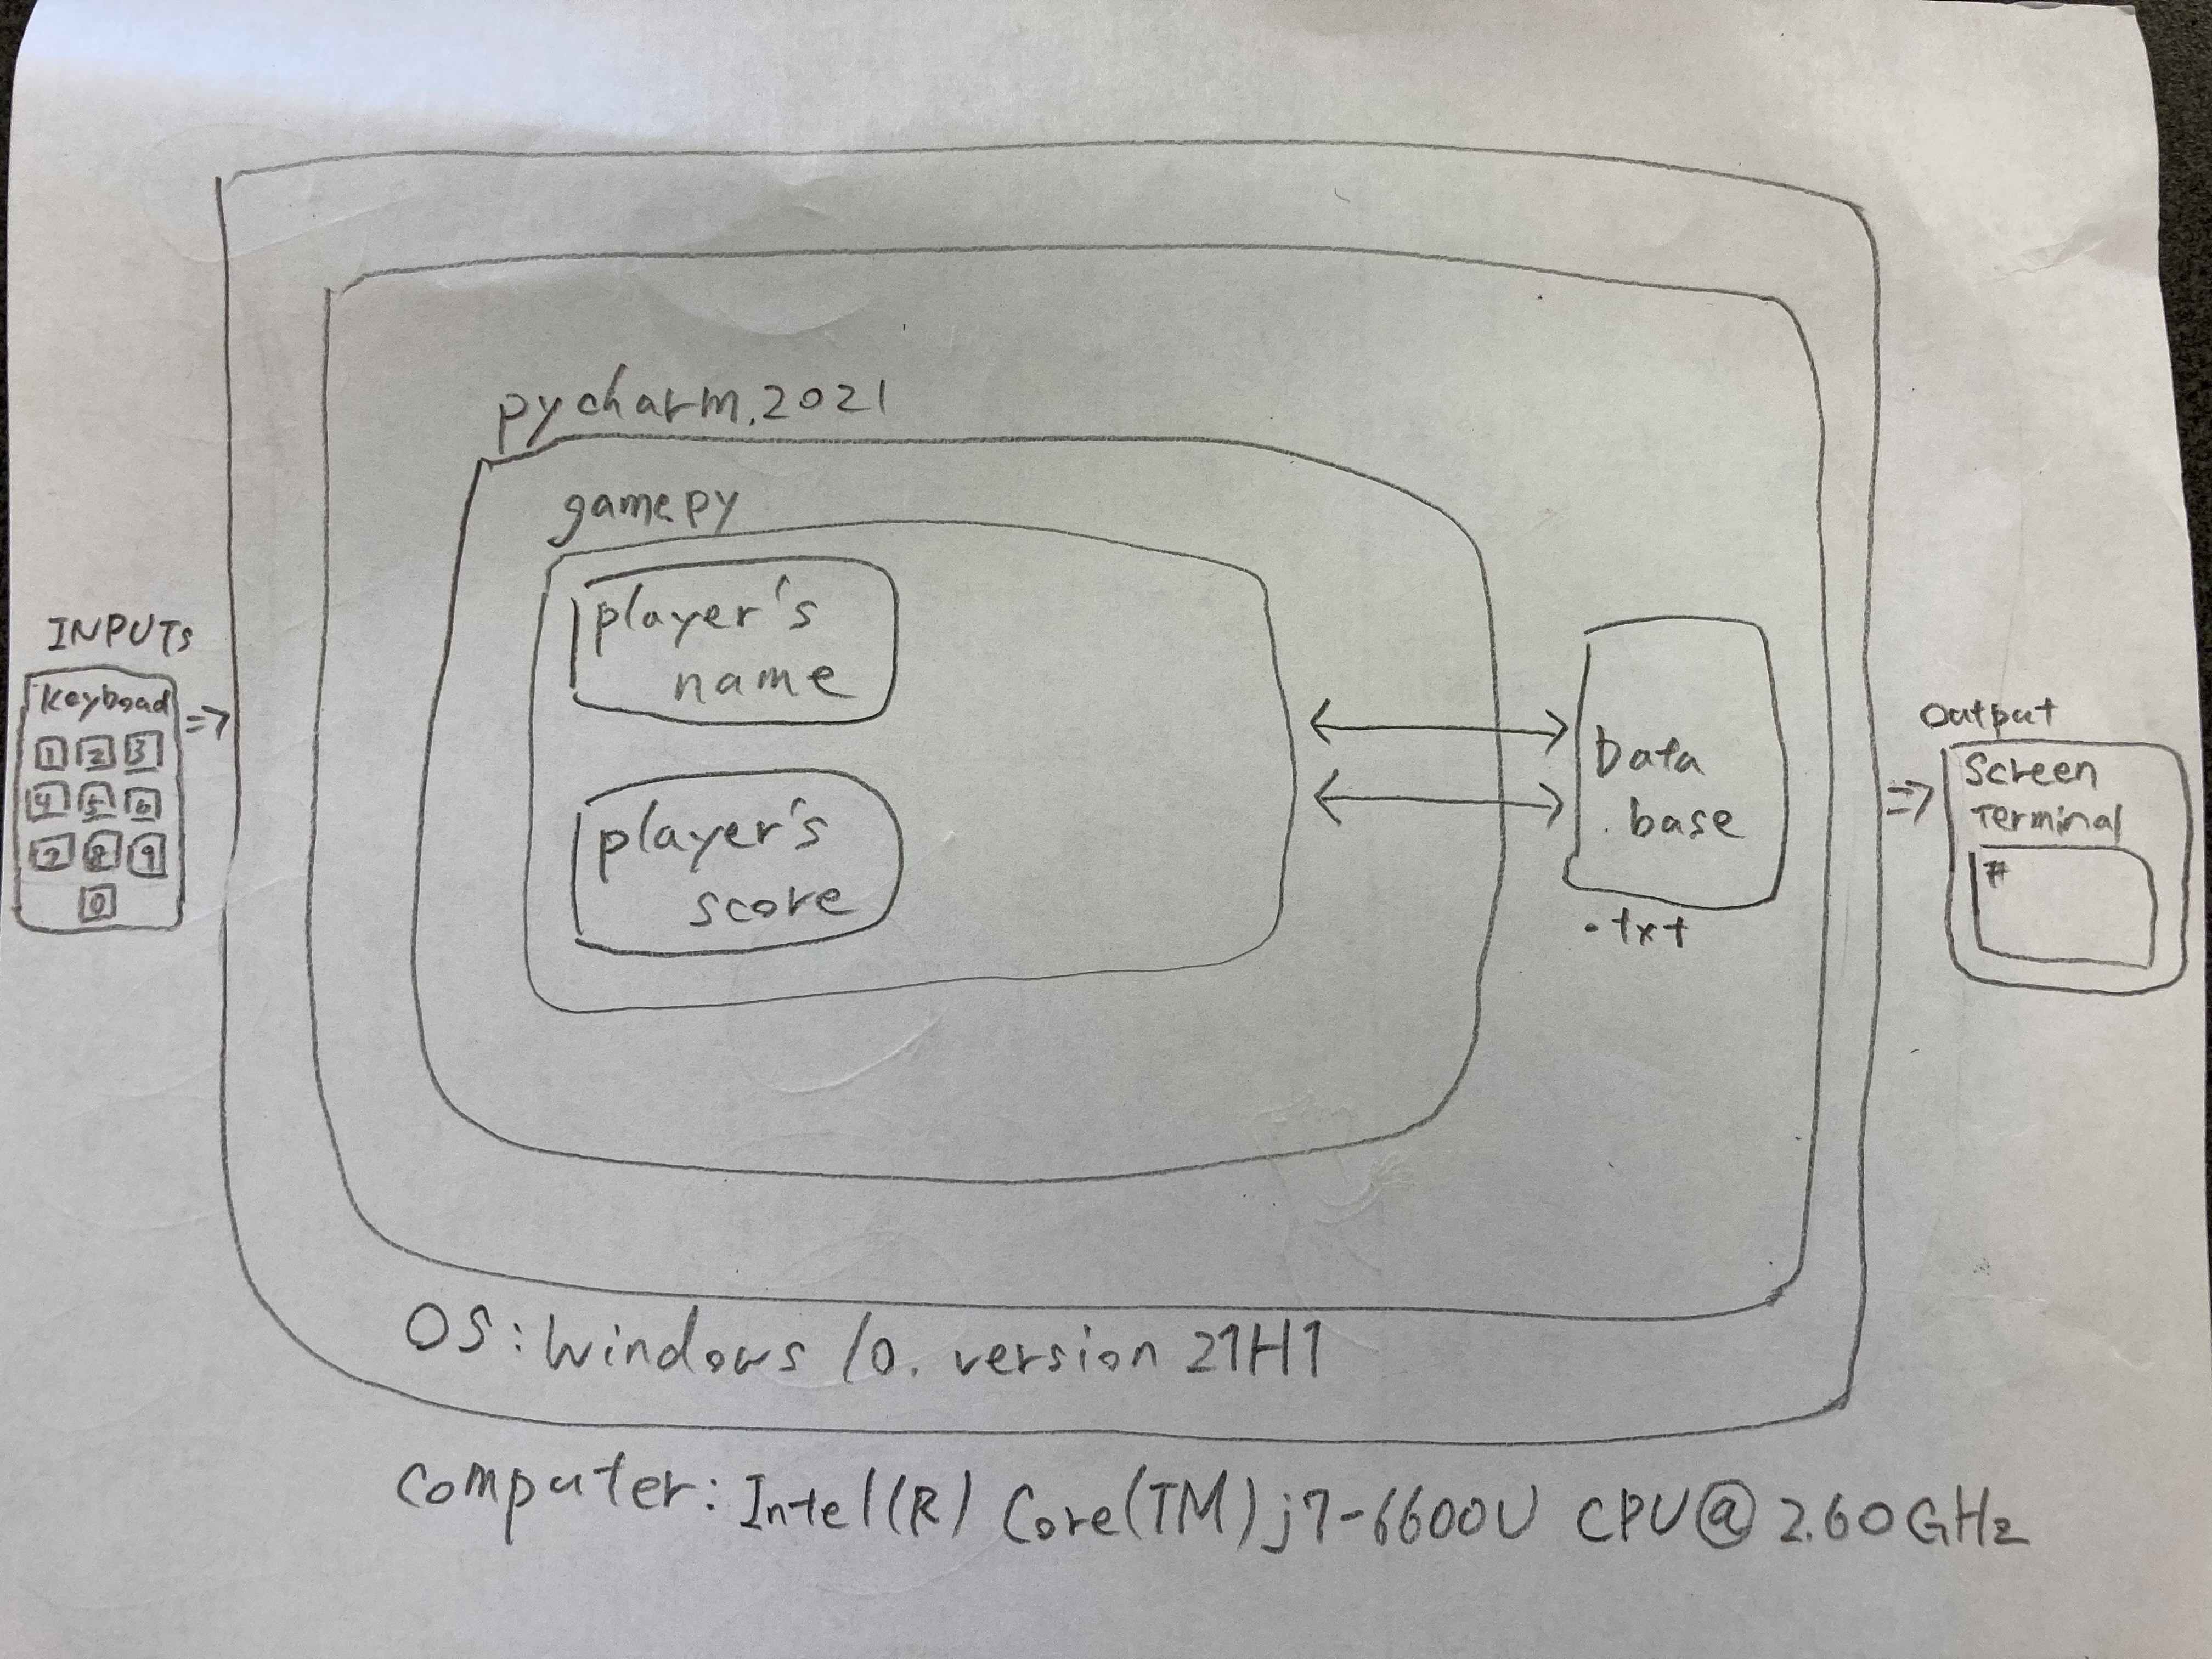 pycharm.2021
game.py
player's
name
player's
score
INPUTs
Keyboad
1 2 3
4 5 6
7 8 9
0
Data
base
.txt
output
Screen
Terminal
#
OS: Windows 10. version 21H1
Computer: Intel(R) Core(TM) i7-6600U CPU@ 2.60GHz